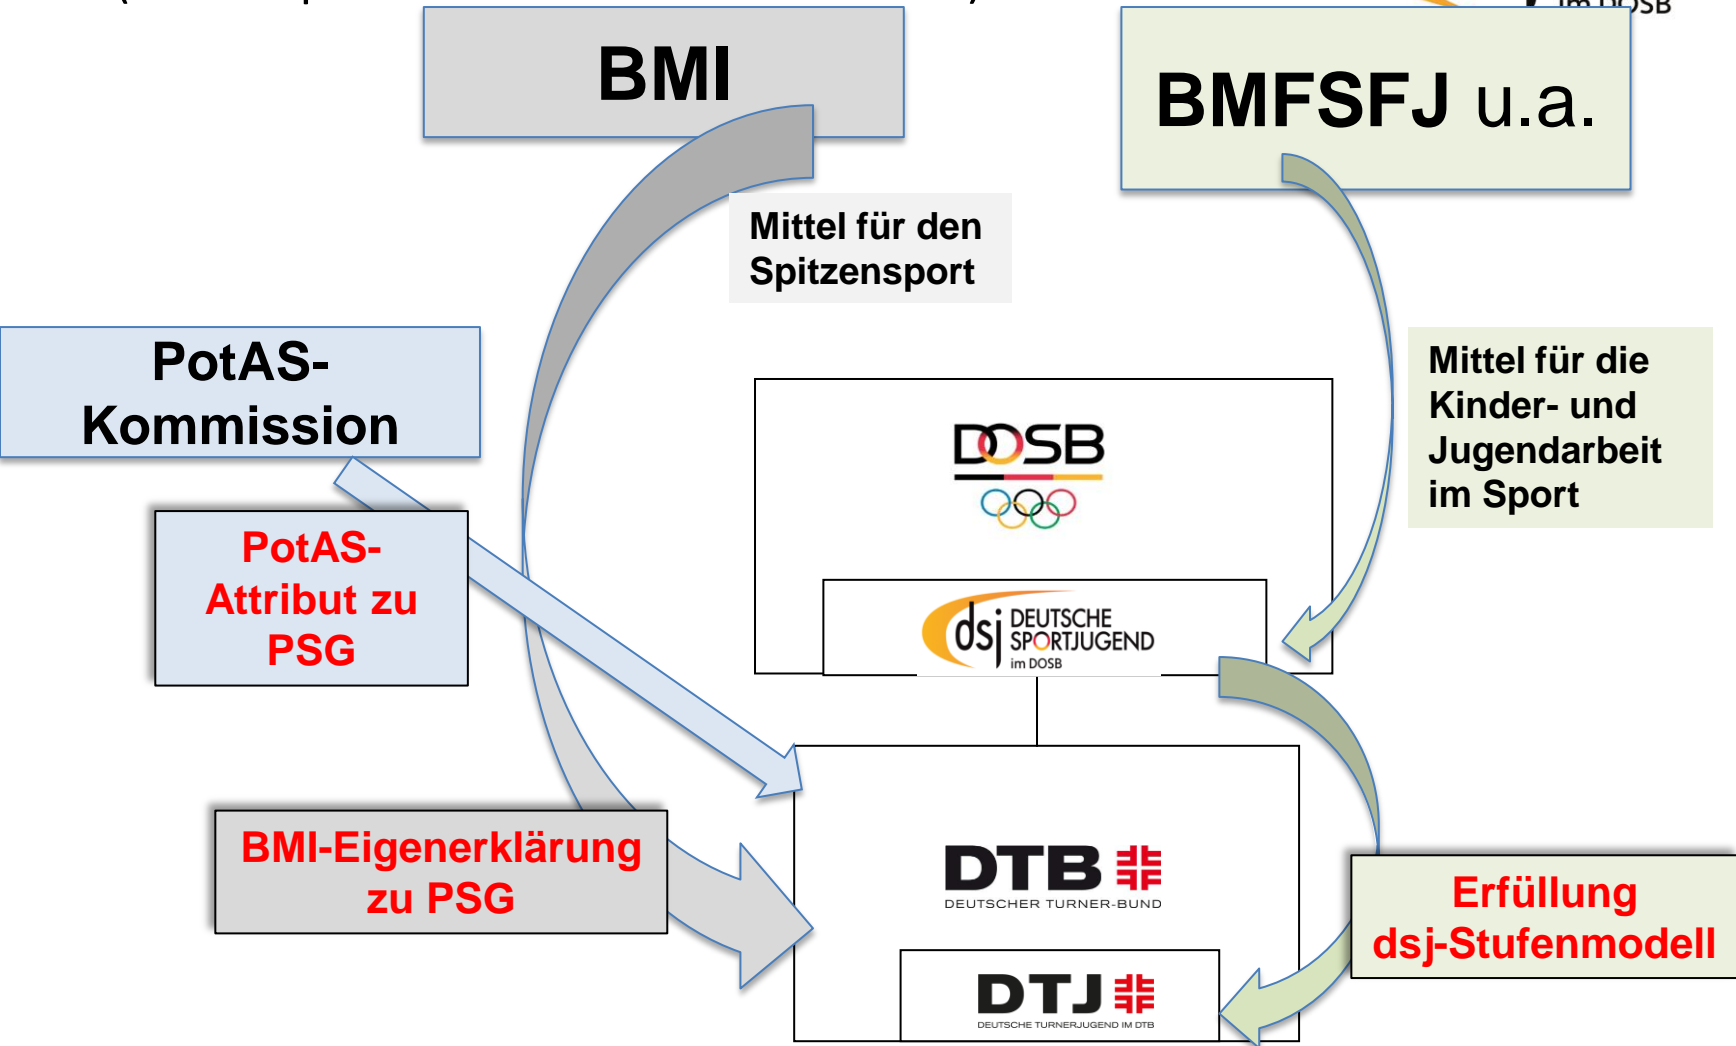 im DOSB
BMI
BMFSFJ u.a.
Mittel für den
Spitzensport
PotAS-
Kommission
Mittel für die
Kinder- und
Jugendarbeit
im Sport
DOSB
PotAS-
Attribut zu
PSG
dsj DEUTSCHE
SPORTJUGEND
im DOSB
BMI-Eigenerklärung
zu PSG
DTB
DEUTSCHER TURNER-BUND
Erfüllung
dsj-Stufenmodell
DTJ
DEUTSCHE TURNERJUGEND IM DTB